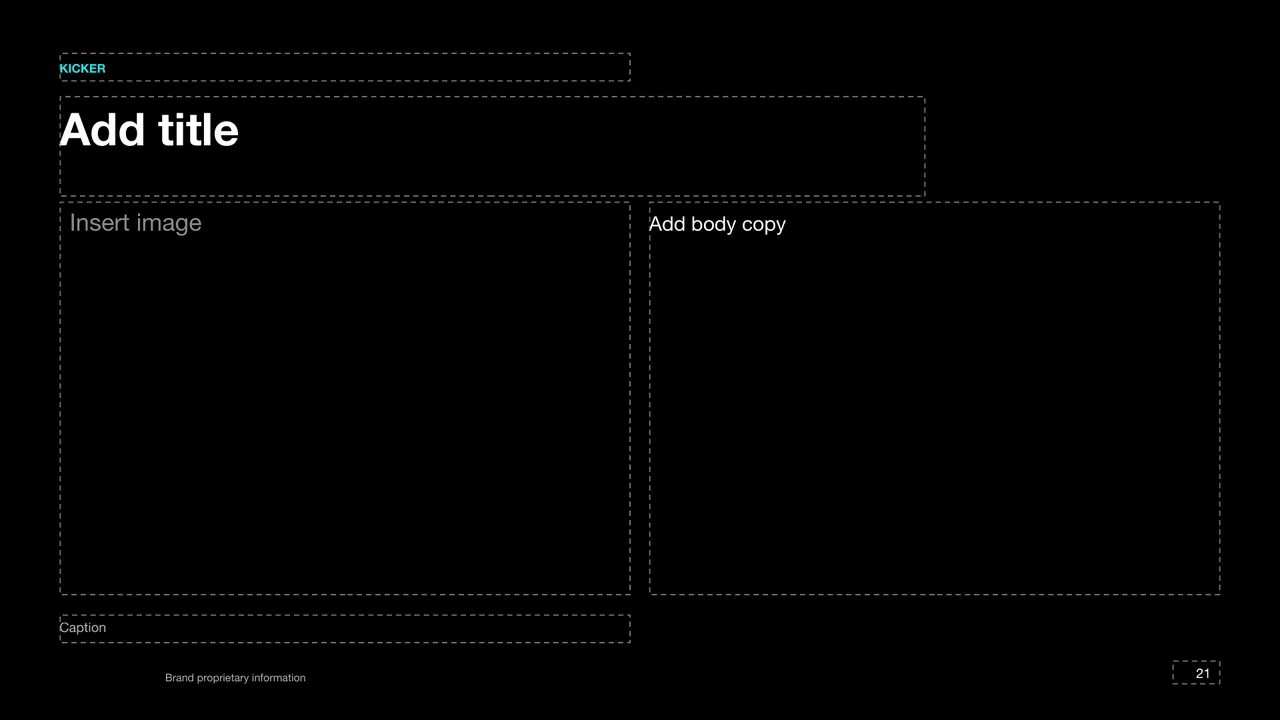 KICKER
Add title
Insert image
Add body copy
Caption
Brand proprietary information
21